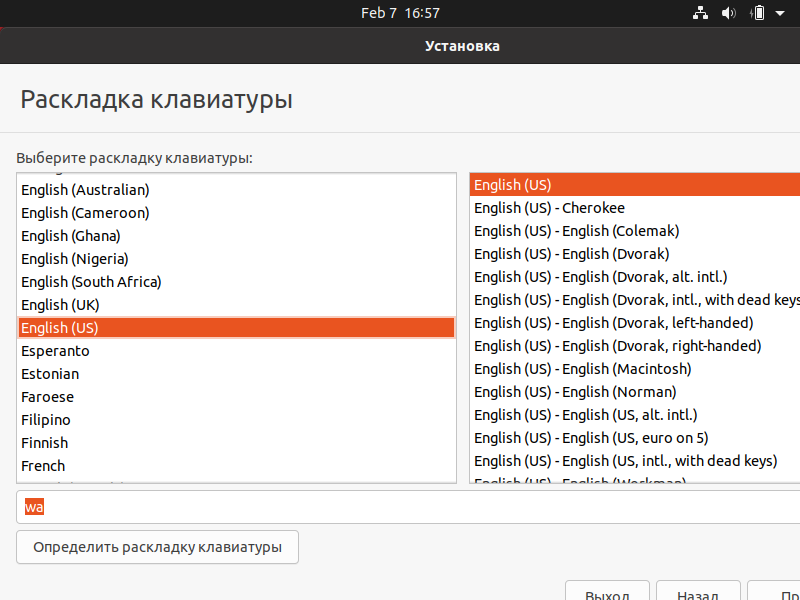 Feb 7 16:57
Установка
Раскладка клавиатуры
Выберите раскладку клавиатуры:
English (Australian)
English (Cameroon)
English (Ghana)
English (Nigeria)
English (South Africa)
English (UK)
English (US)
Esperanto
Estonian
Faroese
Filipino
Finnish
French
English (US)
English (US) - Cherokee
English (US) - English (Colemak)
English (US) - English (Dvorak)
English (US) - English (Dvorak, alt. intl.)
English (US) - English (Dvorak, intl., with dead keys
English (US) - English (Dvorak, left-handed)
English (US) - English (Dvorak, right-handed)
English (US) - English (Macintosh)
English (US) - English (Norman)
English (US) - English (US, alt. intl.)
English (US) - English (US, euro on 5)
English (US) - English (US, intl., with dead keys)
English (US) - English (Workman)
wa
Определить раскладку клавиатуры
Выход
Назад
Пр